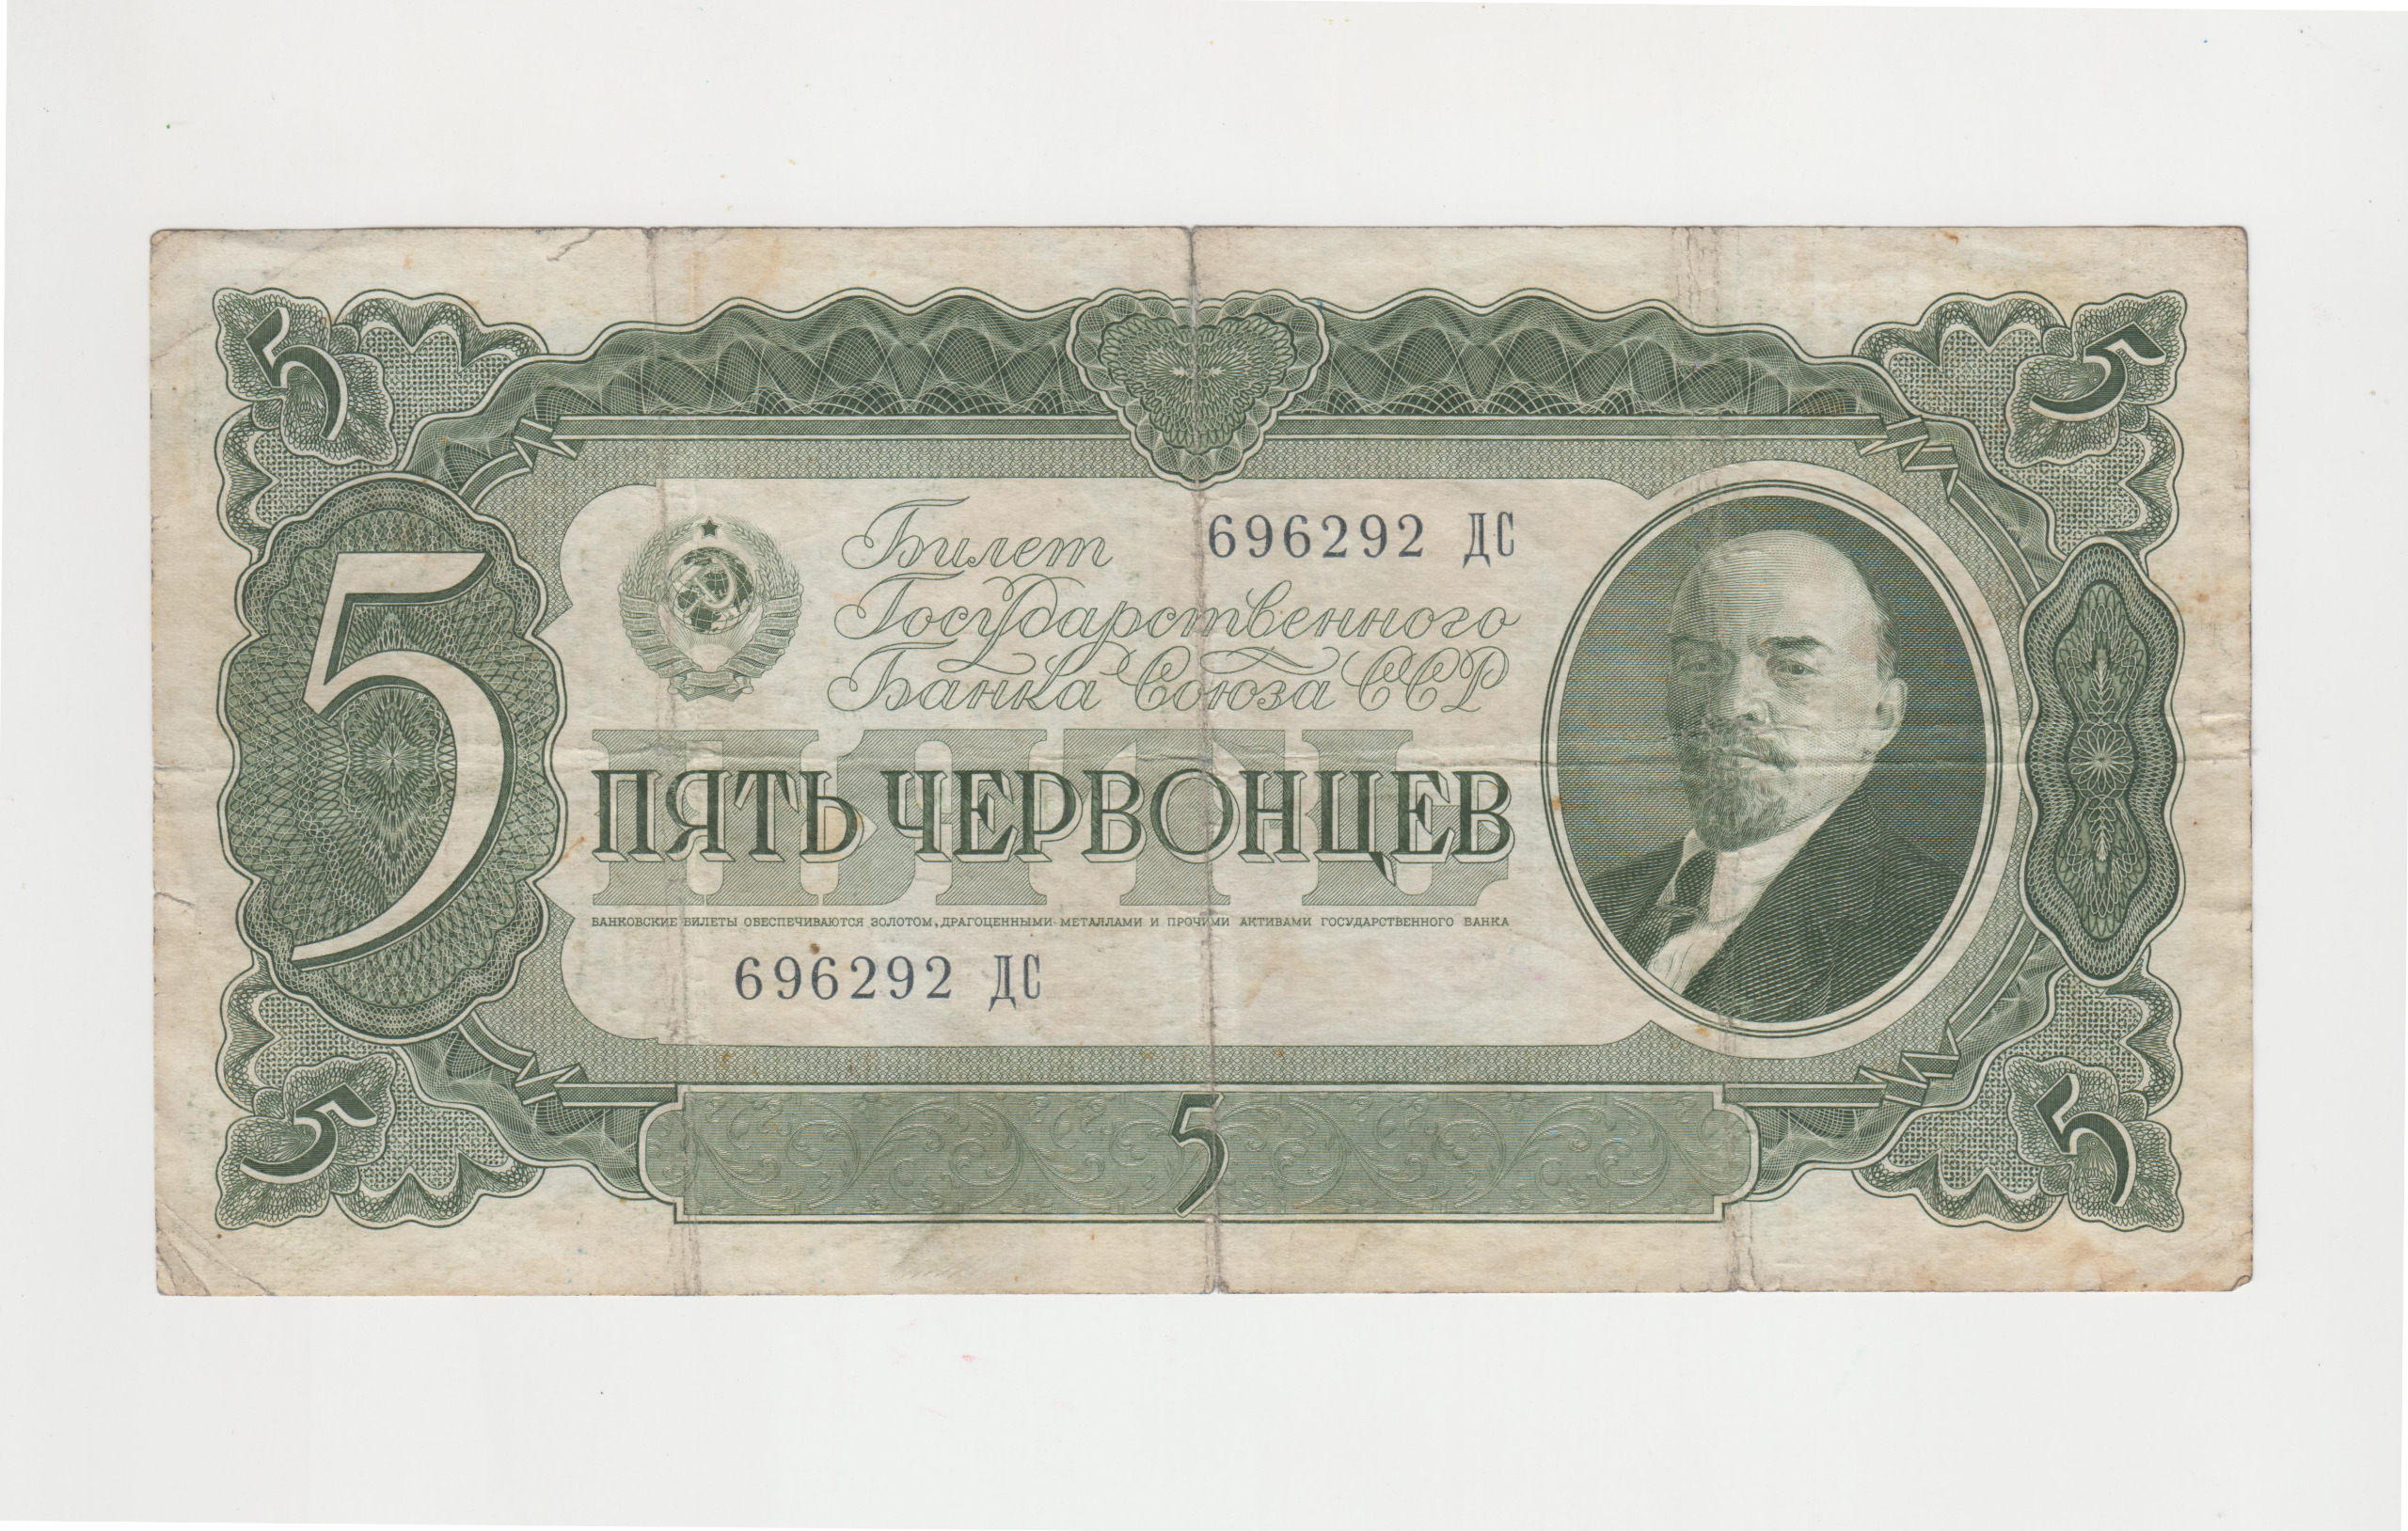 5
5
Билет
696292 ДС
Государственного
Банка Союза ССР
5
ПЯТЬ
ПЯТЬ ЧЕРВОНЦЕВ
БАНКОВСКИЕ БИЛЕТЫ ОБЕСПЕЧИВАЮТСЯ ЗОЛОТОМ, ДРАГОЦЕННЫМИ МЕТАЛЛАМИ И ПРОЧИМИ АКТИВАМИ ГОСУДАРСТВЕННОГО БАНКА
696292 ДС
5
5
5